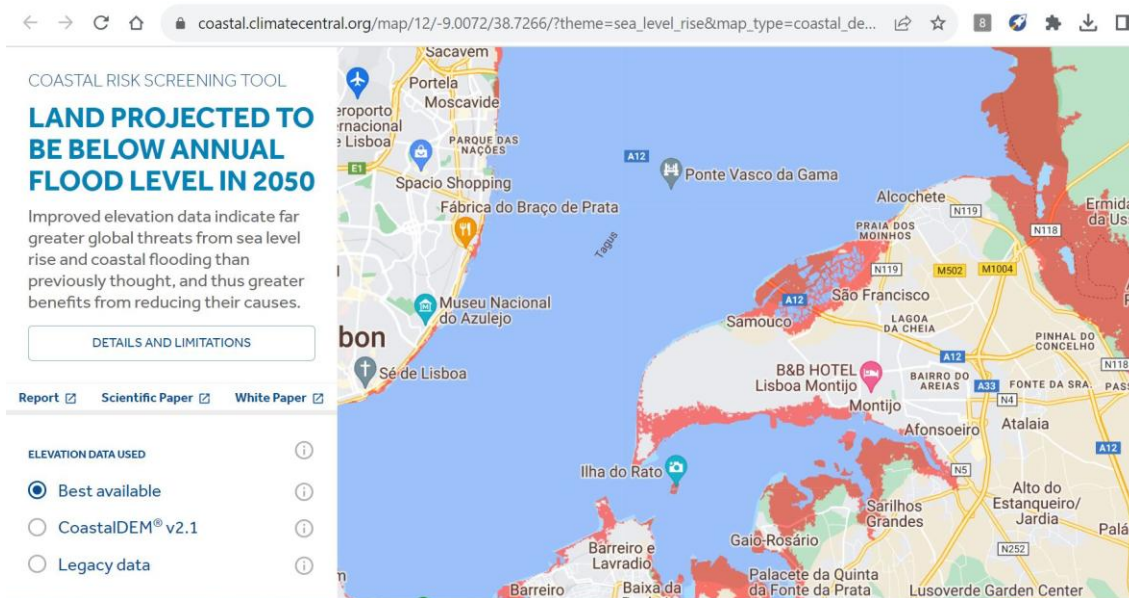 coastal.climatecentral.org/map/12/-9.0072/38.7266/?theme=sea_level_rise&map_type=coastal_de...
8
COASTAL RISK SCREENING TOOL
LAND PROJECTED TO
BE BELOW ANNUAL
FLOOD LEVEL IN 2050
Improved elevation data indicate far
greater global threats from sea level
rise and coastal flooding than
previously thought, and thus greater
benefits from reducing their causes.
DETAILS AND LIMITATIONS
Report
Scientific Paper
White Paper
ELEVATION DATA USED
Best available
CoastalDEM® v2.1
Legacy data
Sacavem
Portela
Moscavide
eroporto
rnacional
e Lisboa
PARQUE DAS
NAÇÕES
E1
Spacio Shopping
Fábrica do Braço de Prata
A12
Ponte Vasco da Gama
Tagus
Alcochete
N119
Ermida
da Us
N118
PRAIA DOS
MOINHOS
N119
M502
M1004
A12
São Francisco
Museu Nacional
do Azulejo
Samouco
LAGOA
DA CHEIA
PINHAL DO
CONCELHO
bon
A12
N118
Sé de Lisboa
B&B HOTEL
Lisboa Montijo
BAIRRO DO
AREIAS
A33
FONTE DA SRA.
PAS
N4
Montijo
Afonsoeiro
Atalaia
A12
Ilha do Rato
N5
Alto do
Estanqueiro/
Jardia
Sarilhos
Grandes
Palá
Gaio-Rosário
N252
Barreiro e
Lavradio
Palacete da Quinta
da Fonte da Prata
Barreiro
Baixa da
Lusoverde Garden Center